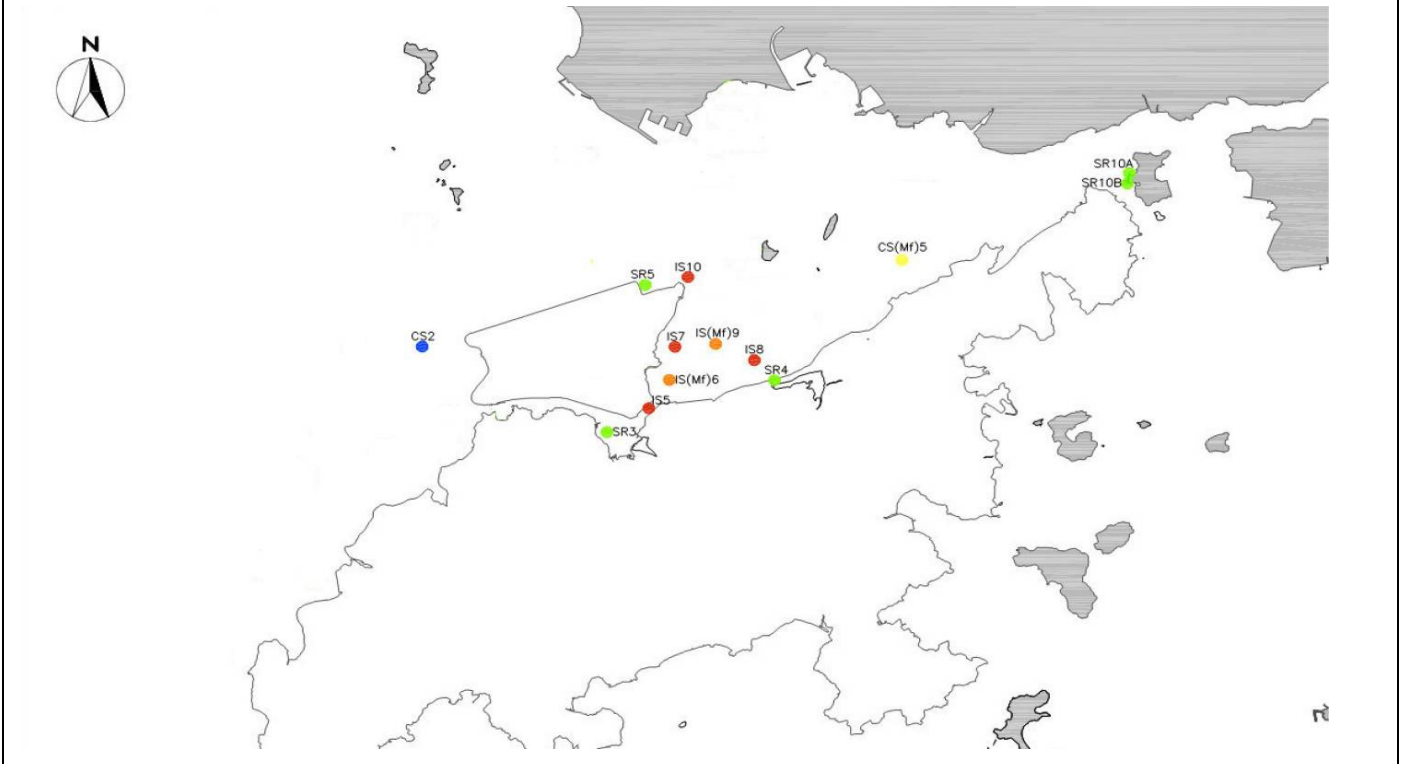 N
SR10A
SR10B
CS(Mf)5
IS10
SR5
CS2
IS7
IS(Mf)9
IS8
SR4
IS(Mf)6
IS5
SR3